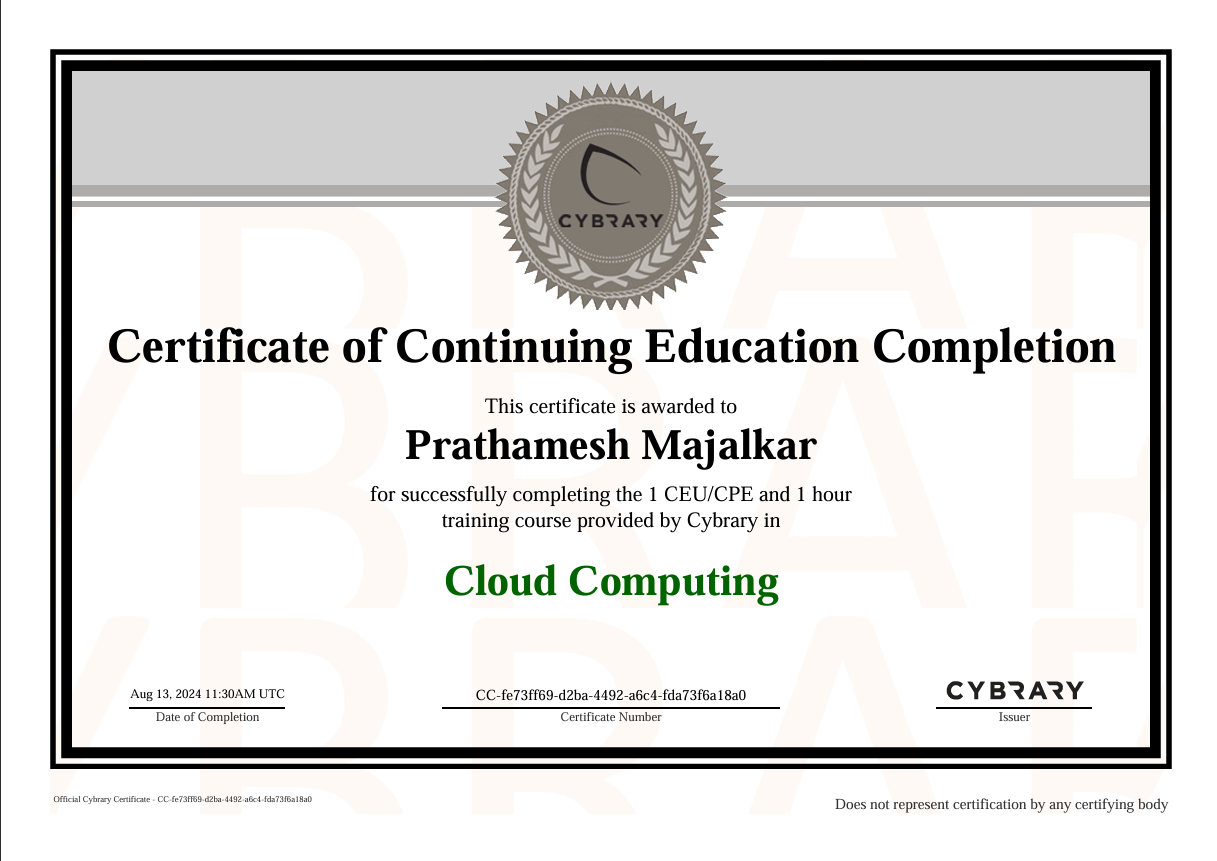 CYBRARY
Certificate of Continuing Education Completion
This certificate is awarded to
Prathamesh Majalkar
for successfully completing the 1 CEU/CPE and 1 hour
training course provided by Cybrary in
Cloud Computing
Aug 13, 2024 11:30AM UTC
Date of Completion
CC-fe73ff69-d2ba-4492-a6c4-fda73f6a18a0
Certificate Number
CYBRARY
Issuer
Official Cybrary Certificate - CC-fe73ff69-d2ba-4492-a6c4-fda73f6a18a0
Does not represent certification by any certifying body